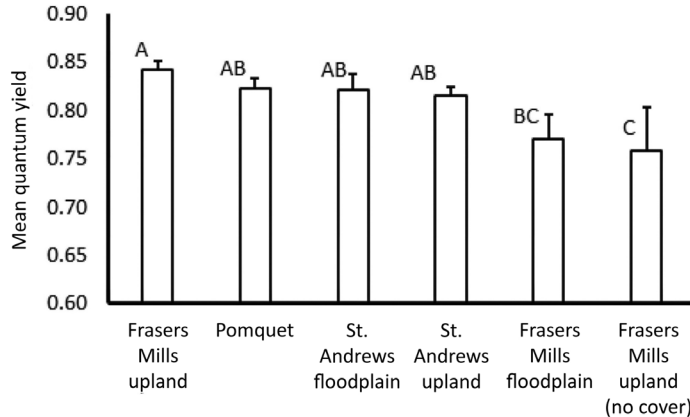 0.90
0.85
0.80
0.75
0.70
0.65
0.60
Mean quantum yield
A
AB
AB
AB
BC
C
Frasers
Mills
upland
Pomquet
St.
Andrews
floodplain
St.
Andrews
upland
Frasers
Mills
floodplain
Frasers
Mills
upland
(no cover)